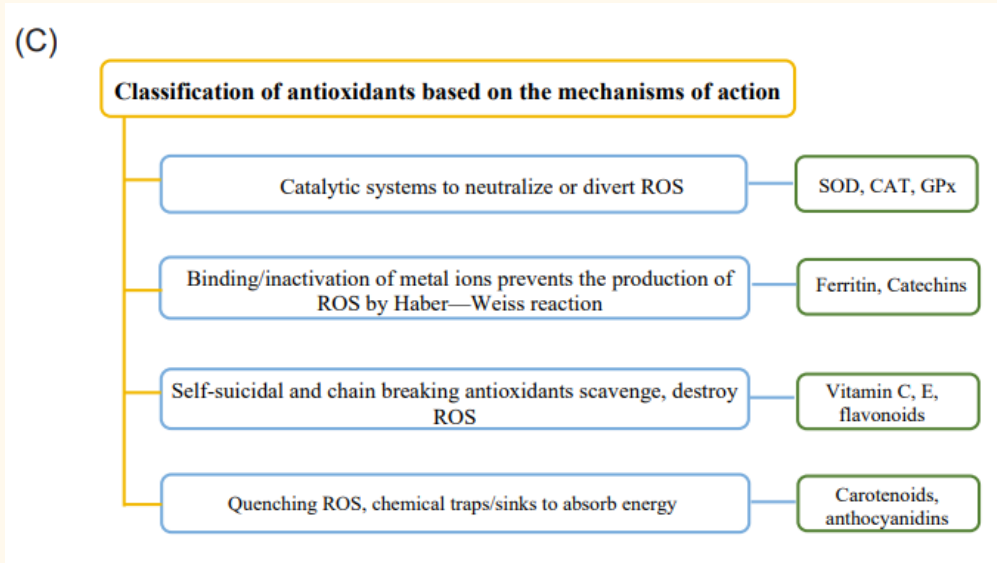 (C)
Classification of antioxidants based on the mechanisms of action
Catalytic systems to neutralize or divert ROS
SOD, CAT, GPx
Binding/inactivation of metal ions prevents the production of
ROS by Haber—Weiss reaction
Ferritin, Catechins
Self-suicidal and chain breaking antioxidants scavenge, destroy
ROS
Vitamin C, E,
flavonoids
Quenching ROS, chemical traps/sinks to absorb energy
Carotenoids,
anthocyanidins